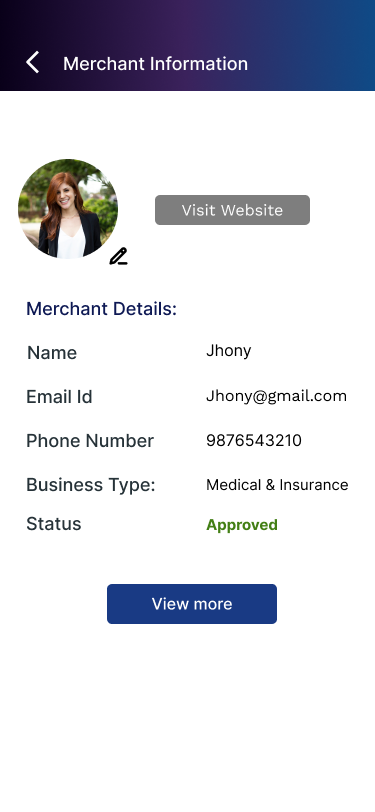 Merchant Information
Visit Website
Merchant Details:
Name Jhony
Email Id Jhony@gmail.com
Phone Number 9876543210
Business Type: Medical & Insurance
Status Approved
View more